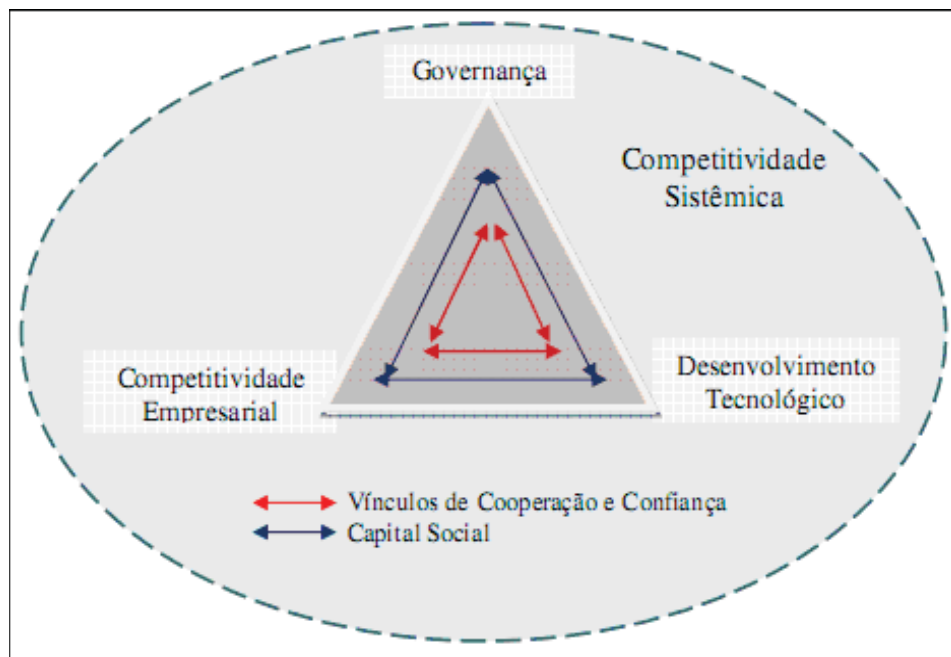 Governança
Competitividade
Sistêmica
Competitividade
Empresarial
Desenvolvimento
Tecnológico
Vínculos de Cooperação e Confiança
Capital Social